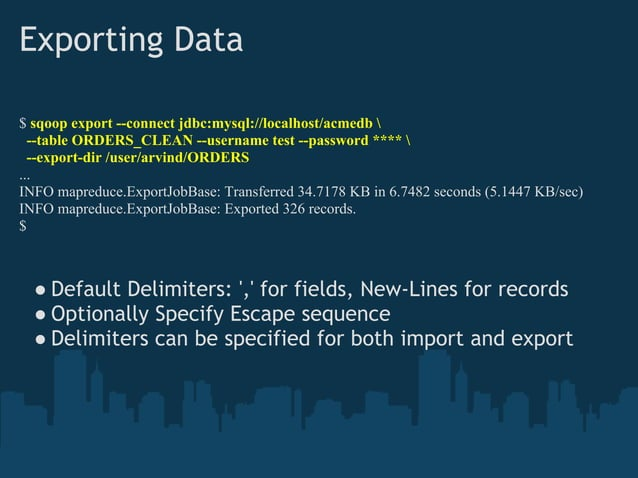 Exporting Data
$ sqoop export --connect jdbc:mysql://localhost/acmedb \
--table ORDERS_CLEAN --username test --password **** \
--export-dir /user/arvind/ORDERS
...
INFO mapreduce.ExportJobBase: Transferred 34.7178 KB in 6.7482 seconds (5.1447 KB/sec)
INFO mapreduce.ExportJobBase: Exported 326 records.
$
● Default Delimiters: ',' for fields, New-Lines for records
● Optionally Specify Escape sequence
● Delimiters can be specified for both import and export